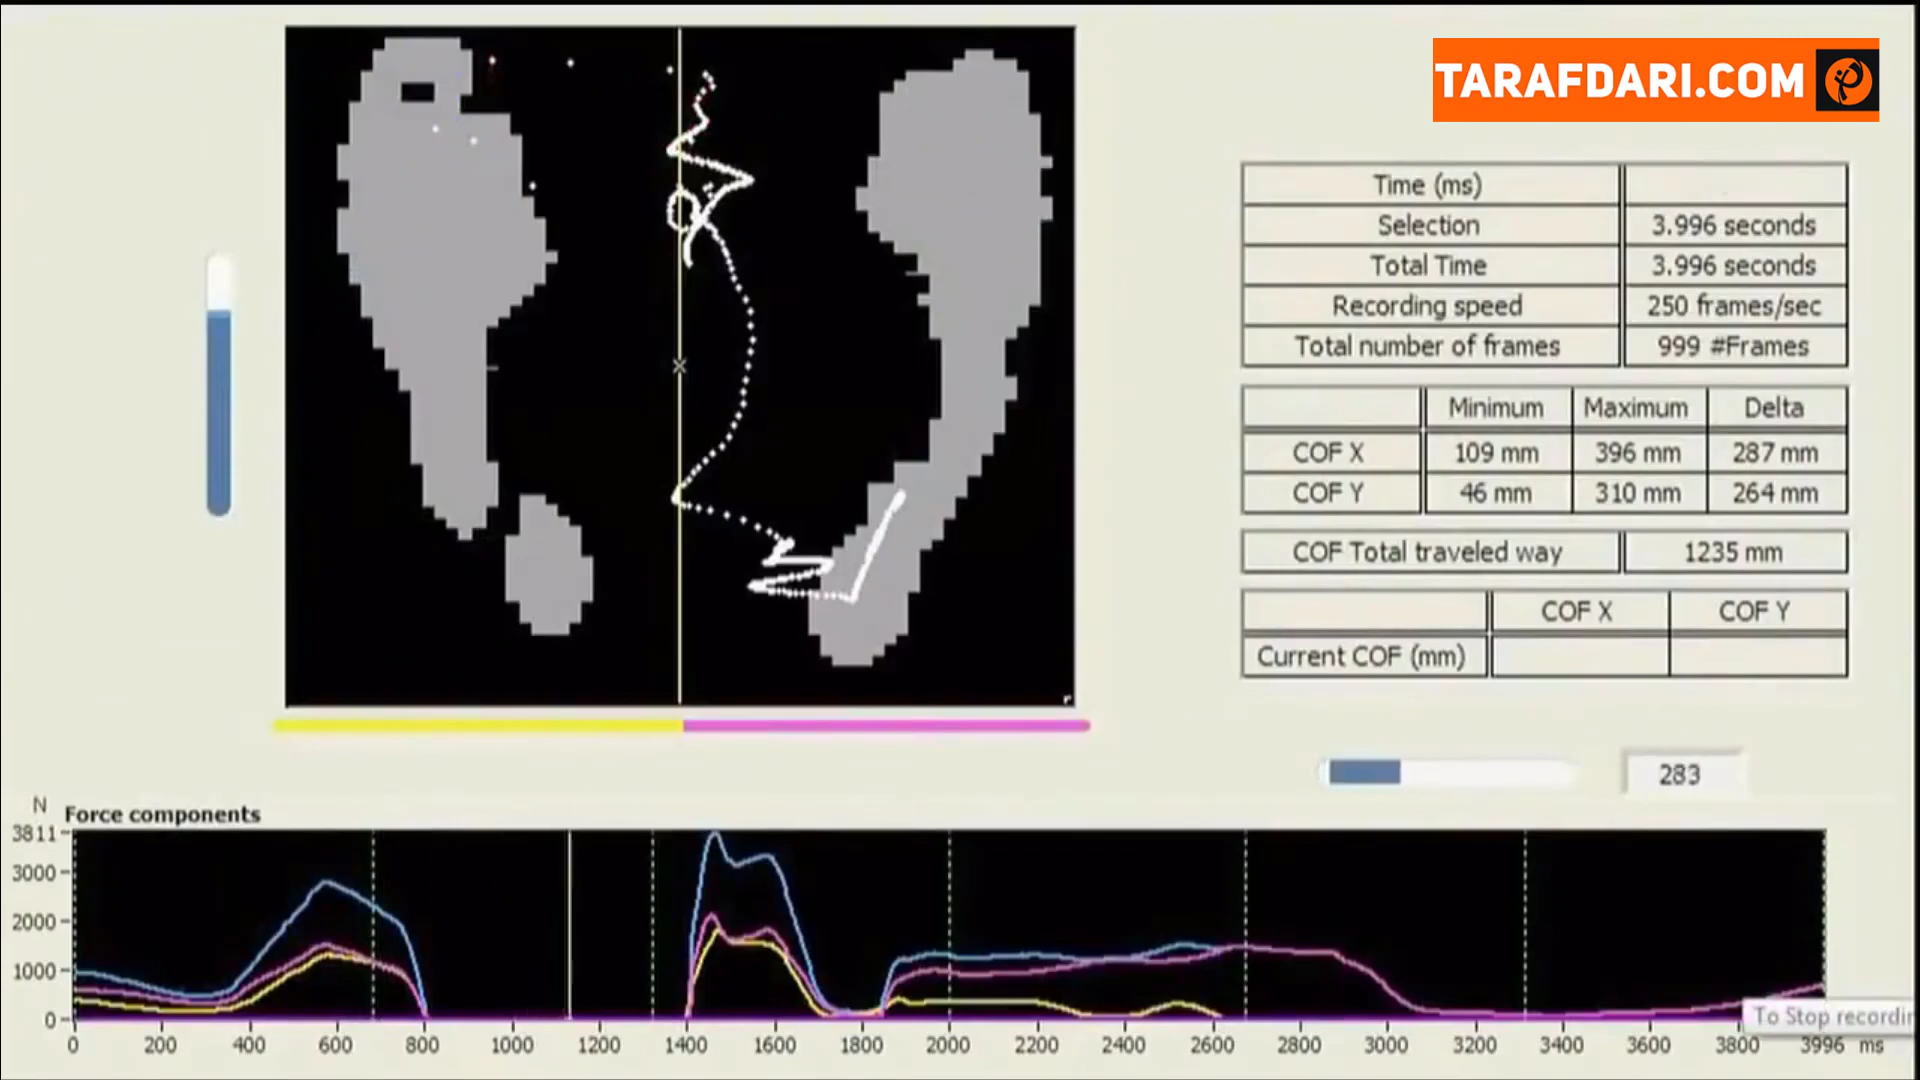 TARAFDARI.COM
Time (ms)
Selection 3.996 seconds
Total Time 3.996 seconds
Recording speed 250 frames/sec
Total number of frames 999 #Frames
Minimum Maximum Delta
COF X 109 mm 396 mm 287 mm
COF Y 46 mm 310 mm 264 mm
COF Total traveled way 1235 mm
COF X COF Y
Current COF (mm)
r
283
N
Force components
3811
3000
2000
1000
0
To Stop recordin
0 200 400 600 800 1000 1200 1400 1600 1800 2000 2200 2400 2600 2800 3000 3200 3400 3600 3800 3996 ms